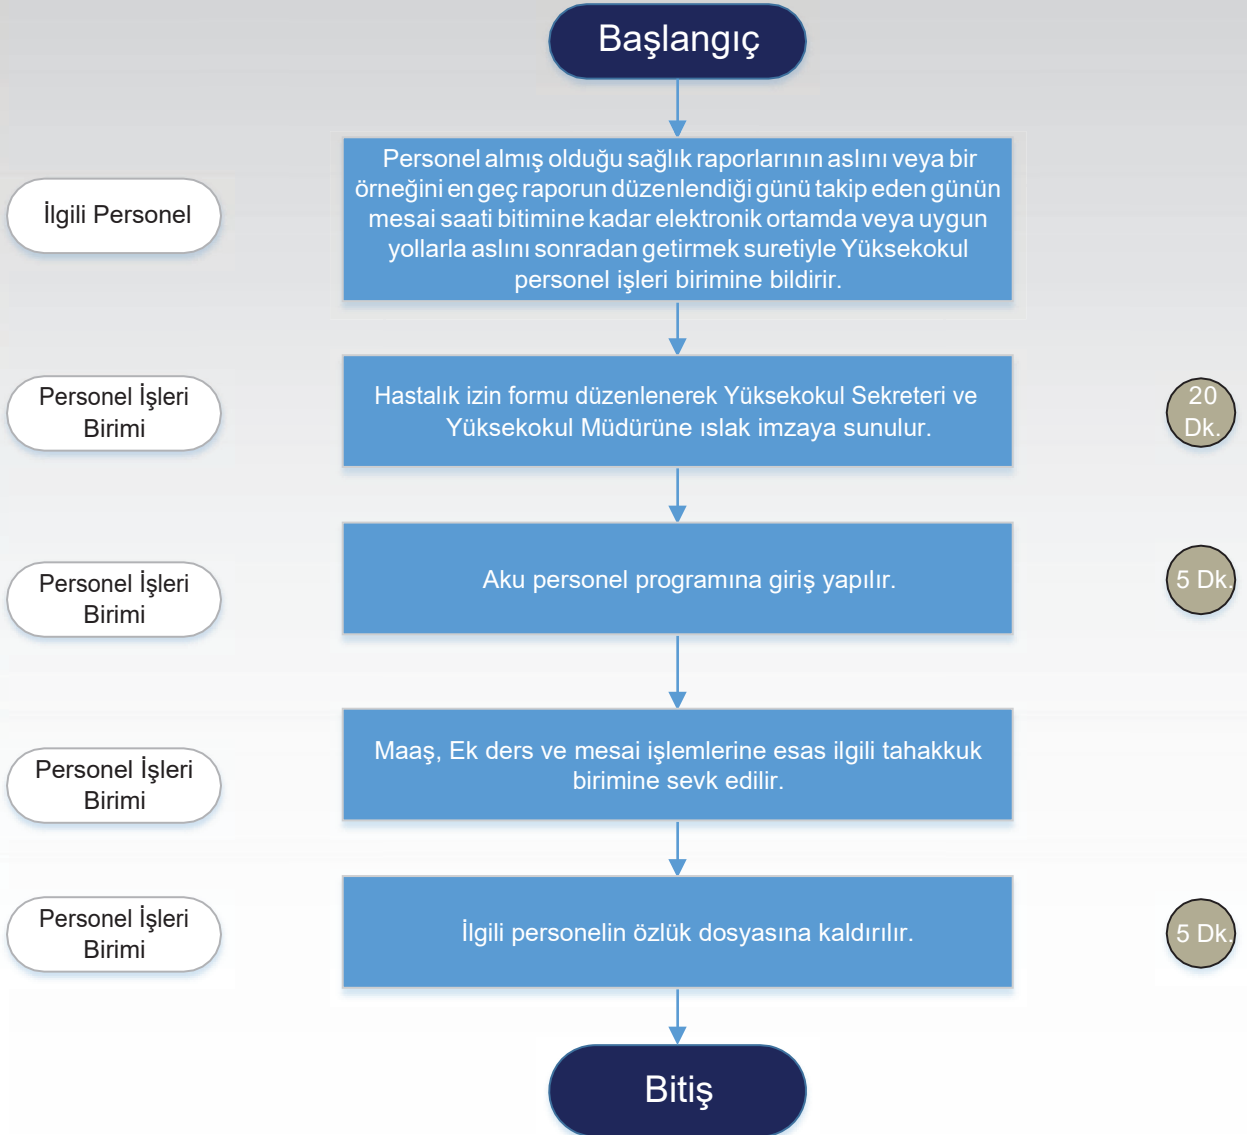 Başlangıç
İlgili Personel
Personel almış olduğu sağlık raporlarının aslını veya bir
örneğini en geç raporun düzenlendiği günü takip eden günün
mesai saati bitimine kadar elektronik ortamda veya uygun
yollarla aslını sonradan getirmek suretiyle Yüksekokul
personel işleri birimine bildirir.
Personel İşleri
Birimi
Hastalık izin formu düzenlenerek Yüksekokul Sekreteri ve
Yüksekokul Müdürüne ıslak imzaya sunulur.
20
Dk.
Personel İşleri
Birimi
Aku personel programına giriş yapılır.
5 Dk.
Personel İşleri
Birimi
Maaş, Ek ders ve mesai işlemlerine esas ilgili tahakkuk
birimine sevk edilir.
Personel İşleri
Birimi
İlgili personelin özlük dosyasına kaldırılır.
5 Dk.
Bitiş